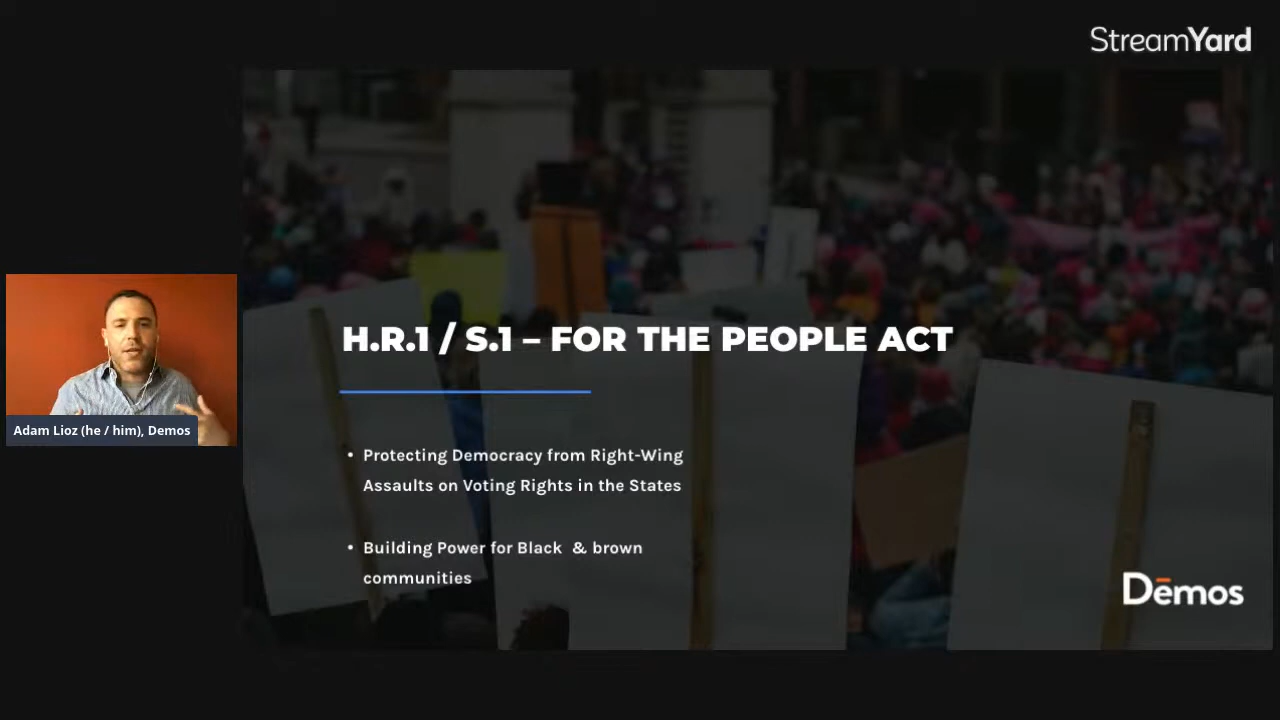 StreamYard
H.R.1 / S.1 – FOR THE PEOPLE ACT
Adam Lioz (he / him), Demos
• Protecting Democracy from Right-Wing
Assaults on Voting Rights in the States
• Building Power for Black  & brown
communities
Dēmos